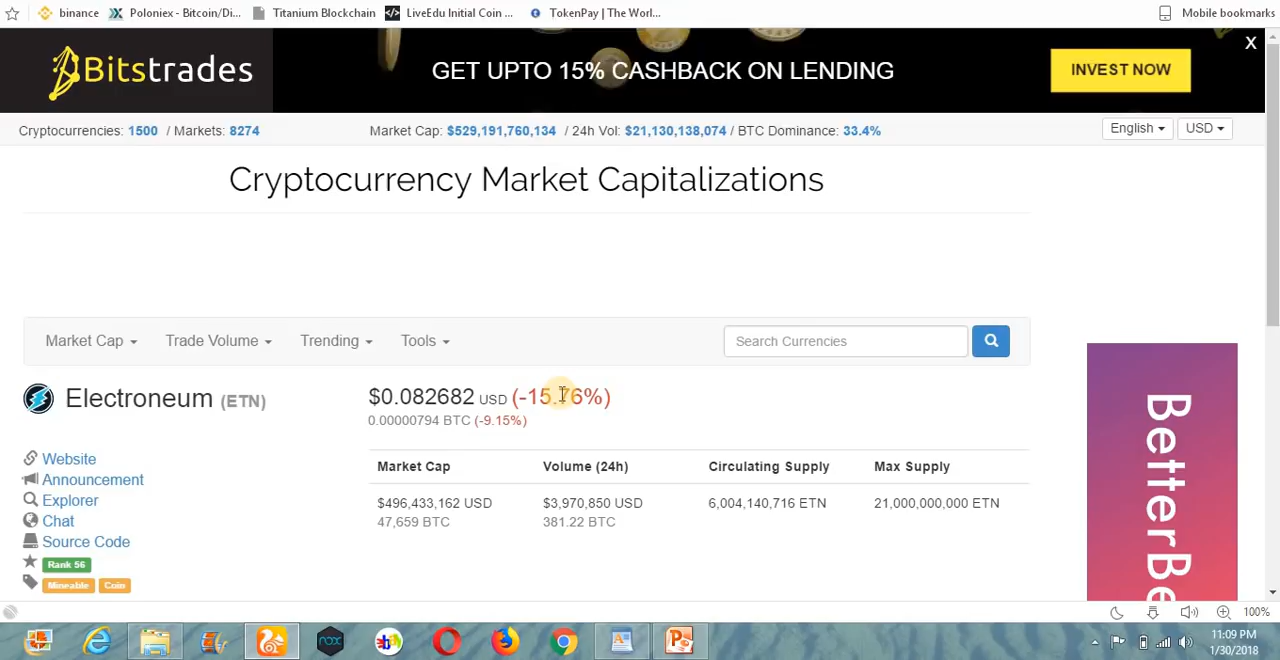 binance Poloniex - Bitcoin/Di... Titanium Blockchain LiveEdu Initial Coin ... TokenPay | The Worl... Mobile bookmarks
Bitstrades GET UPTO 15% CASHBACK ON LENDING INVEST NOW X
Cryptocurrencies: 1500 / Markets: 8274 Market Cap: $529,191,760,134 / 24h Vol: $21,130,138,074 / BTC Dominance: 33.4% English USD
Cryptocurrency Market Capitalizations
Market Cap Trade Volume Trending Tools Search Currencies
Electroneum (ETN) $0.082682 USD (-15.76%)
0.00000794 BTC (-9.15%)
Market Cap Volume (24h) Circulating Supply Max Supply
$496,433,162 USD $3,970,850 USD 6,004,140,716 ETN 21,000,000,000 ETN
47,659 BTC 381.22 BTC
Website
Announcement
Explorer
Chat
Source Code
Rank 56
Mineable Coin
BetterBe
100%
nox
11:09 PM
1/30/2018